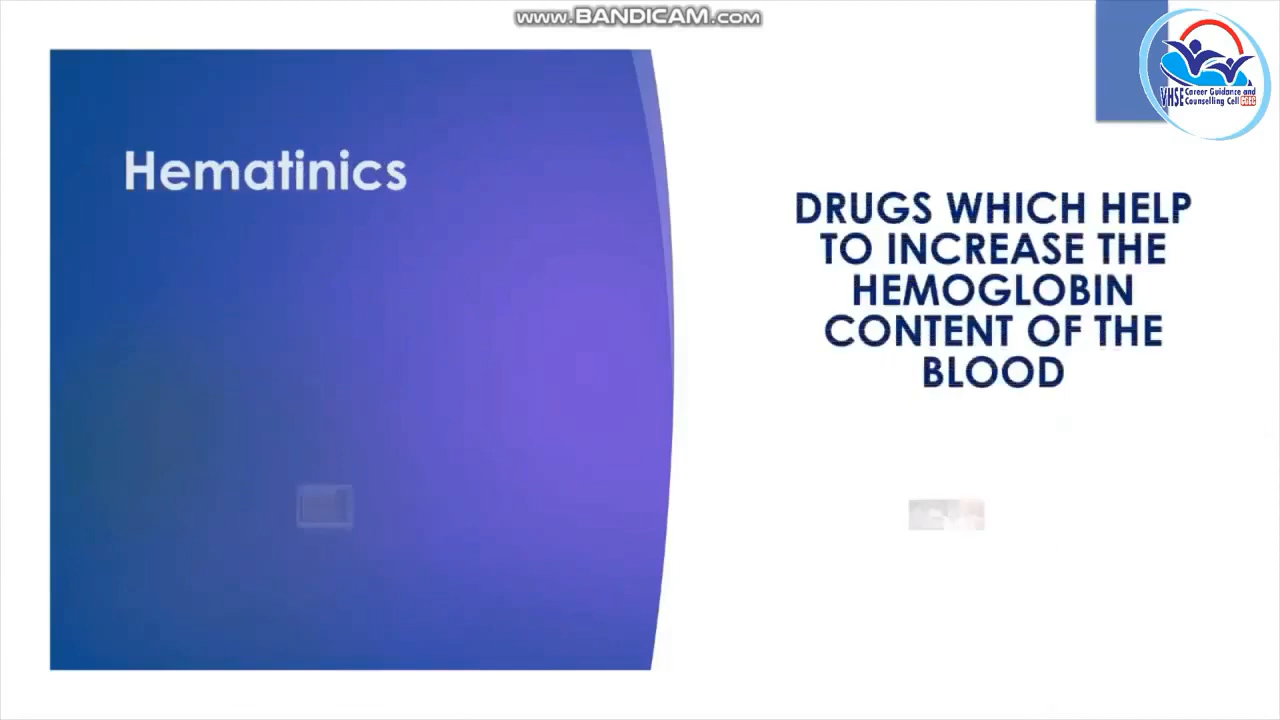 www.BANDICAM.com
VHSE Career Guidance and
Counselling Cell CGCC
Hematinics
DRUGS WHICH HELP
TO INCREASE THE
HEMOGLOBIN
CONTENT OF THE
BLOOD